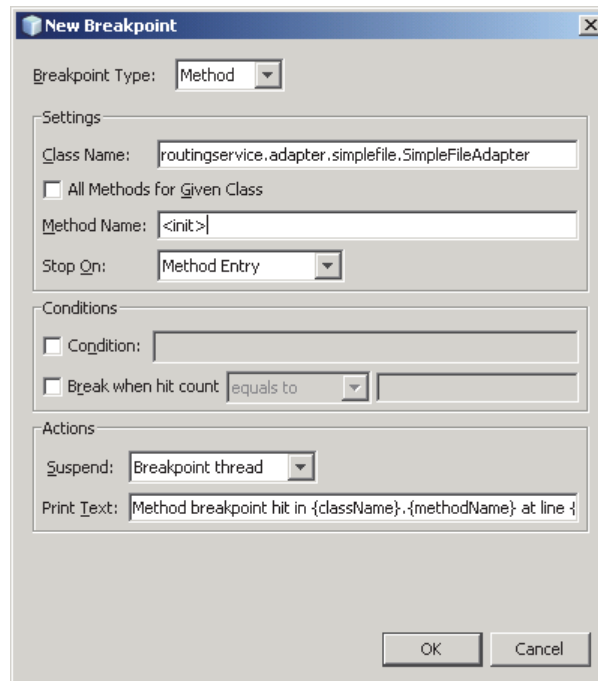 New Breakpoint
Breakpoint Type: Method
Settings
Class Name: routingservice.adapter.simplefile.SimpleFileAdapter
All Methods for Given Class
Method Name: <init>
Stop On: Method Entry
Conditions
Condition:
Break when hit count equals to
Actions
Suspend: Breakpoint thread
Print Text: Method breakpoint hit in {className}.{methodName} at line {
OK Cancel